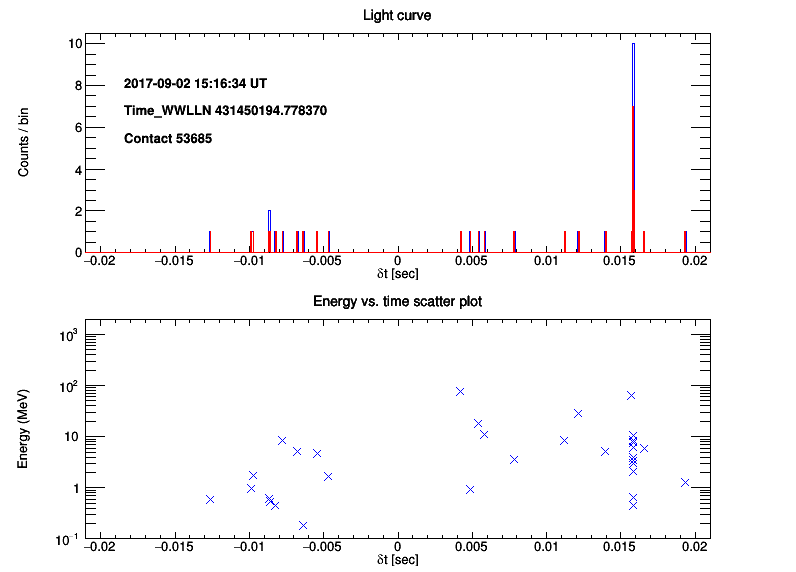 Light curve
Counts / bin
10
8
6
4
2
0
2017-09-02 15:16:34 UT
Time_WWLLN 431450194.778370
Contact 53685
−0.02 −0.015 −0.01 −0.005 0 0.005 0.01 0.015 0.02
δt [sec]
Energy vs. time scatter plot
Energy (MeV)
10³
10²
10
1
10⁻¹
−0.02 −0.015 −0.01 −0.005 0 0.005 0.01 0.015 0.02
δt [sec]